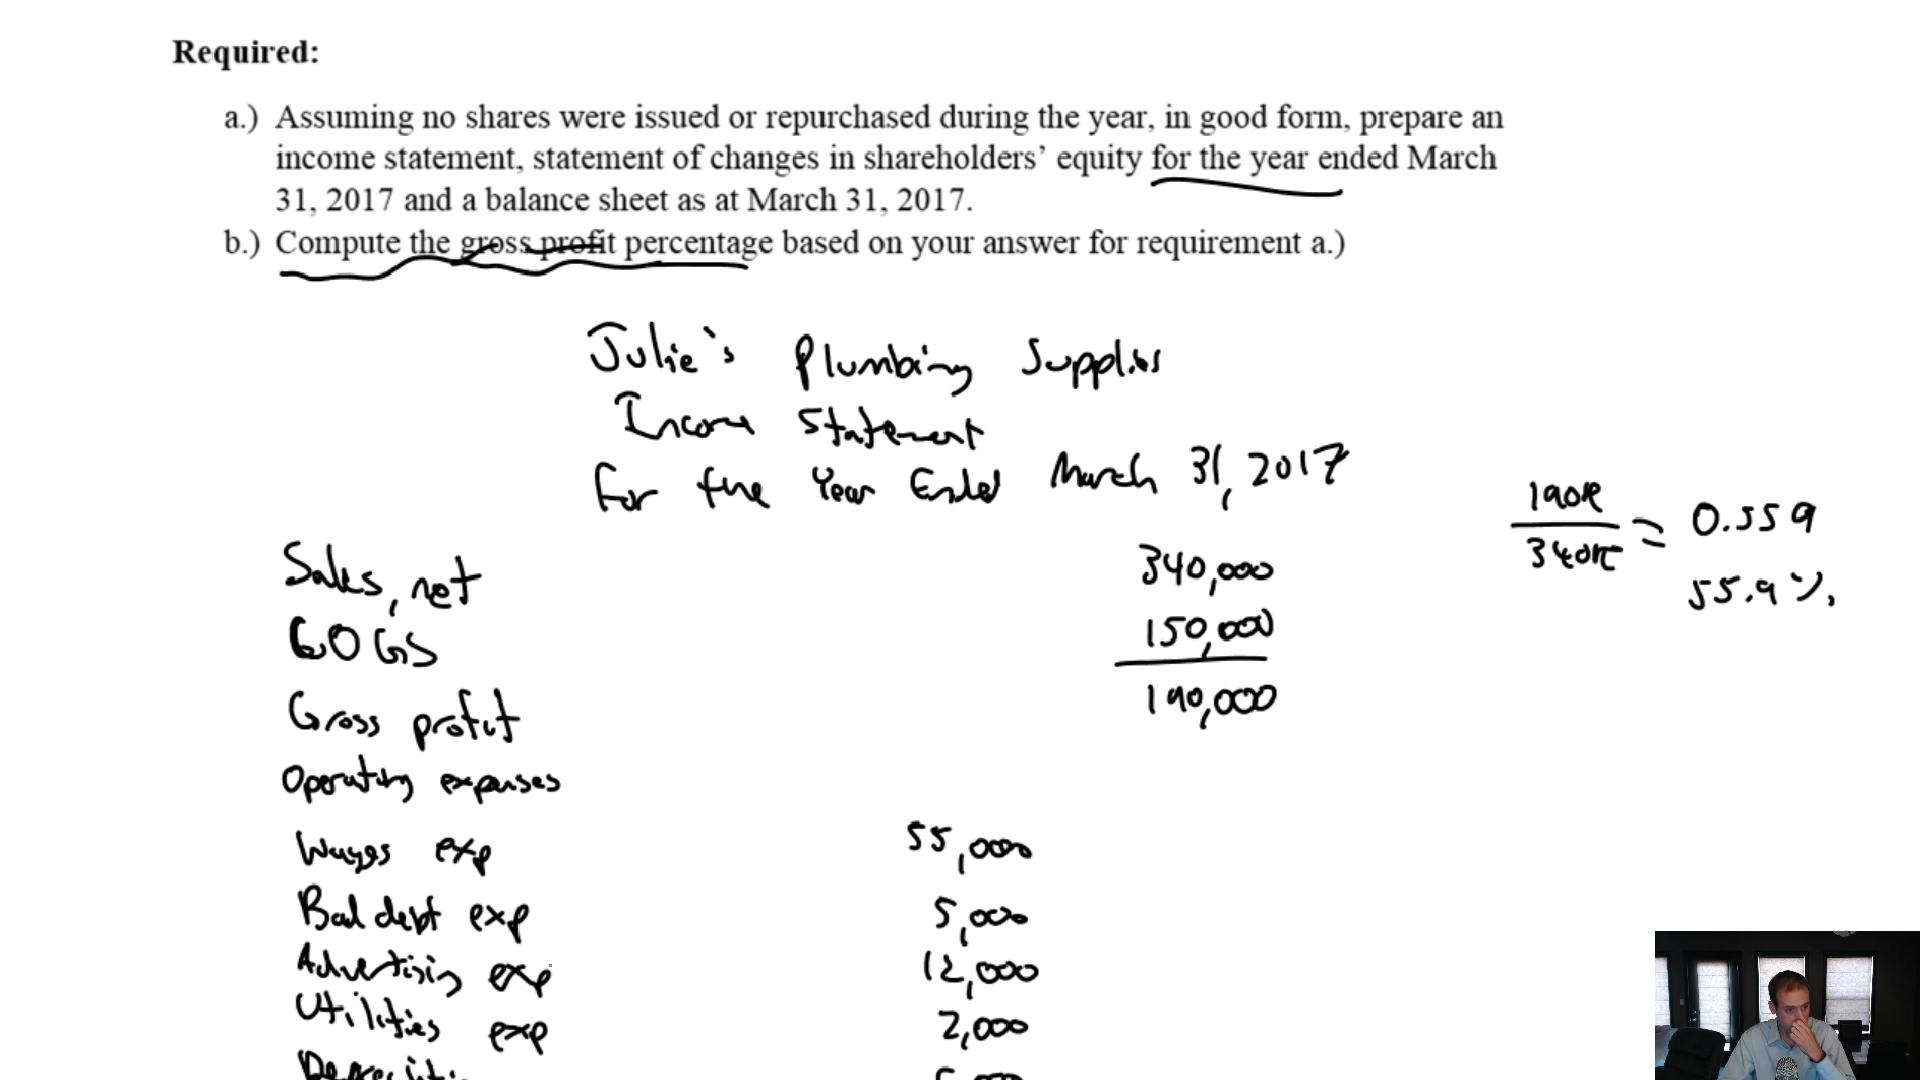 Required:
a.) Assuming no shares were issued or repurchased during the year, in good form, prepare an
income statement, statement of changes in shareholders' equity for the year ended March
31, 2017 and a balance sheet as at March 31, 2017.
b.) Compute the gross profit percentage based on your answer for requirement a.)
Julie's Plumbing Supplies
Income Statement
For the Year Ended March 31, 2017
190K
340K = 0.559
55.9%
Sales, net 340,000
COGS 150,000
Gross profit 190,000
Operating expenses
Wages exp 55,000
Bad debt exp 5,000
Advertising exp 12,000
Utilities exp 2,000